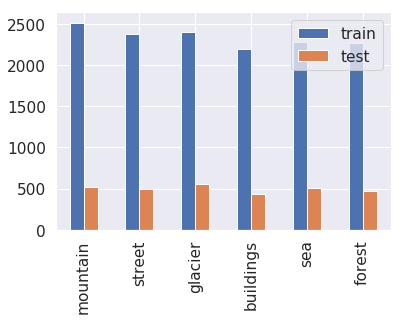 2500
2000
1500
1000
500
0
train
test
mountain
street
glacier
buildings
sea
forest